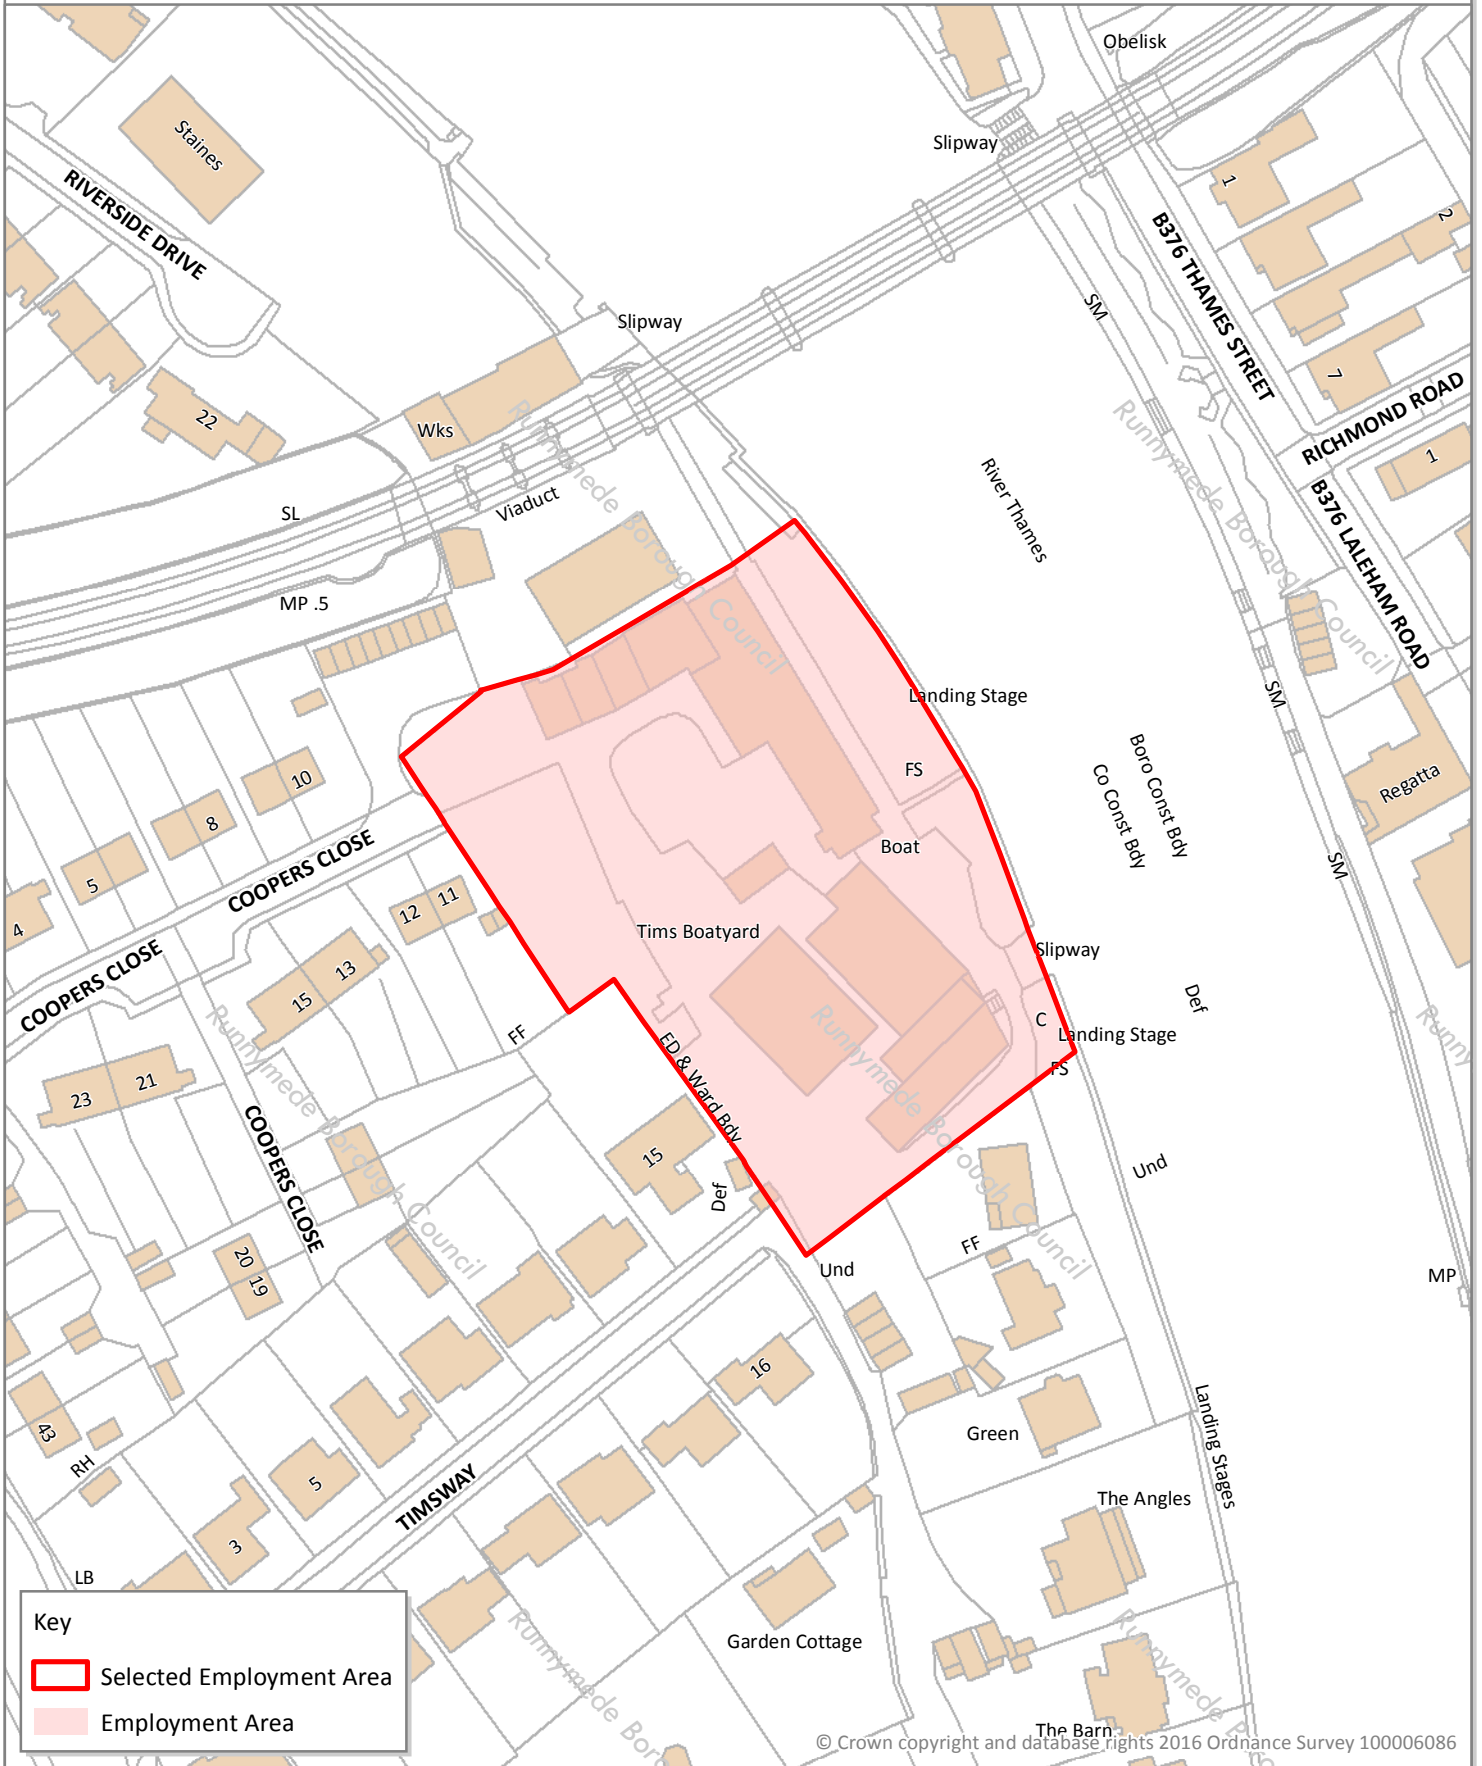 Obelisk
Slipway
Staines
RIVERSIDE DRIVE
1
2
B376 THAMES STREET
SM
Slipway
7
RICHMOND ROAD
22
Wks
1
Viaduct
SL
River Thames
B376 LALEHAM ROAD
MP .5
Runnymede Borough Council
Runnymede Borough Council
Landing Stage
SM
FS
Boro Const Bdy
Co Const Bdy
Regatta
10
8
5
4
COOPERS CLOSE
Boat
SM
12
11
Tims Boatyard
Slipway
COOPERS CLOSE
13
15
Def
C
Landing Stage
FS
FF
ED & Ward Bdy
Runnymede Borough Council
Runnymede Borough Council
Runny
21
23
COOPERS CLOSE
15
Def
Und
FF
20
19
Und
MP
16
43
RH
Green
Landing Stages
5
TIMSWAY
The Angles
3
LB
Garden Cottage
Runnymede Bor
Runnymede Bor
The Barn
Key
Selected Employment Area
Employment Area
© Crown copyright and database rights 2016 Ordnance Survey 100006086